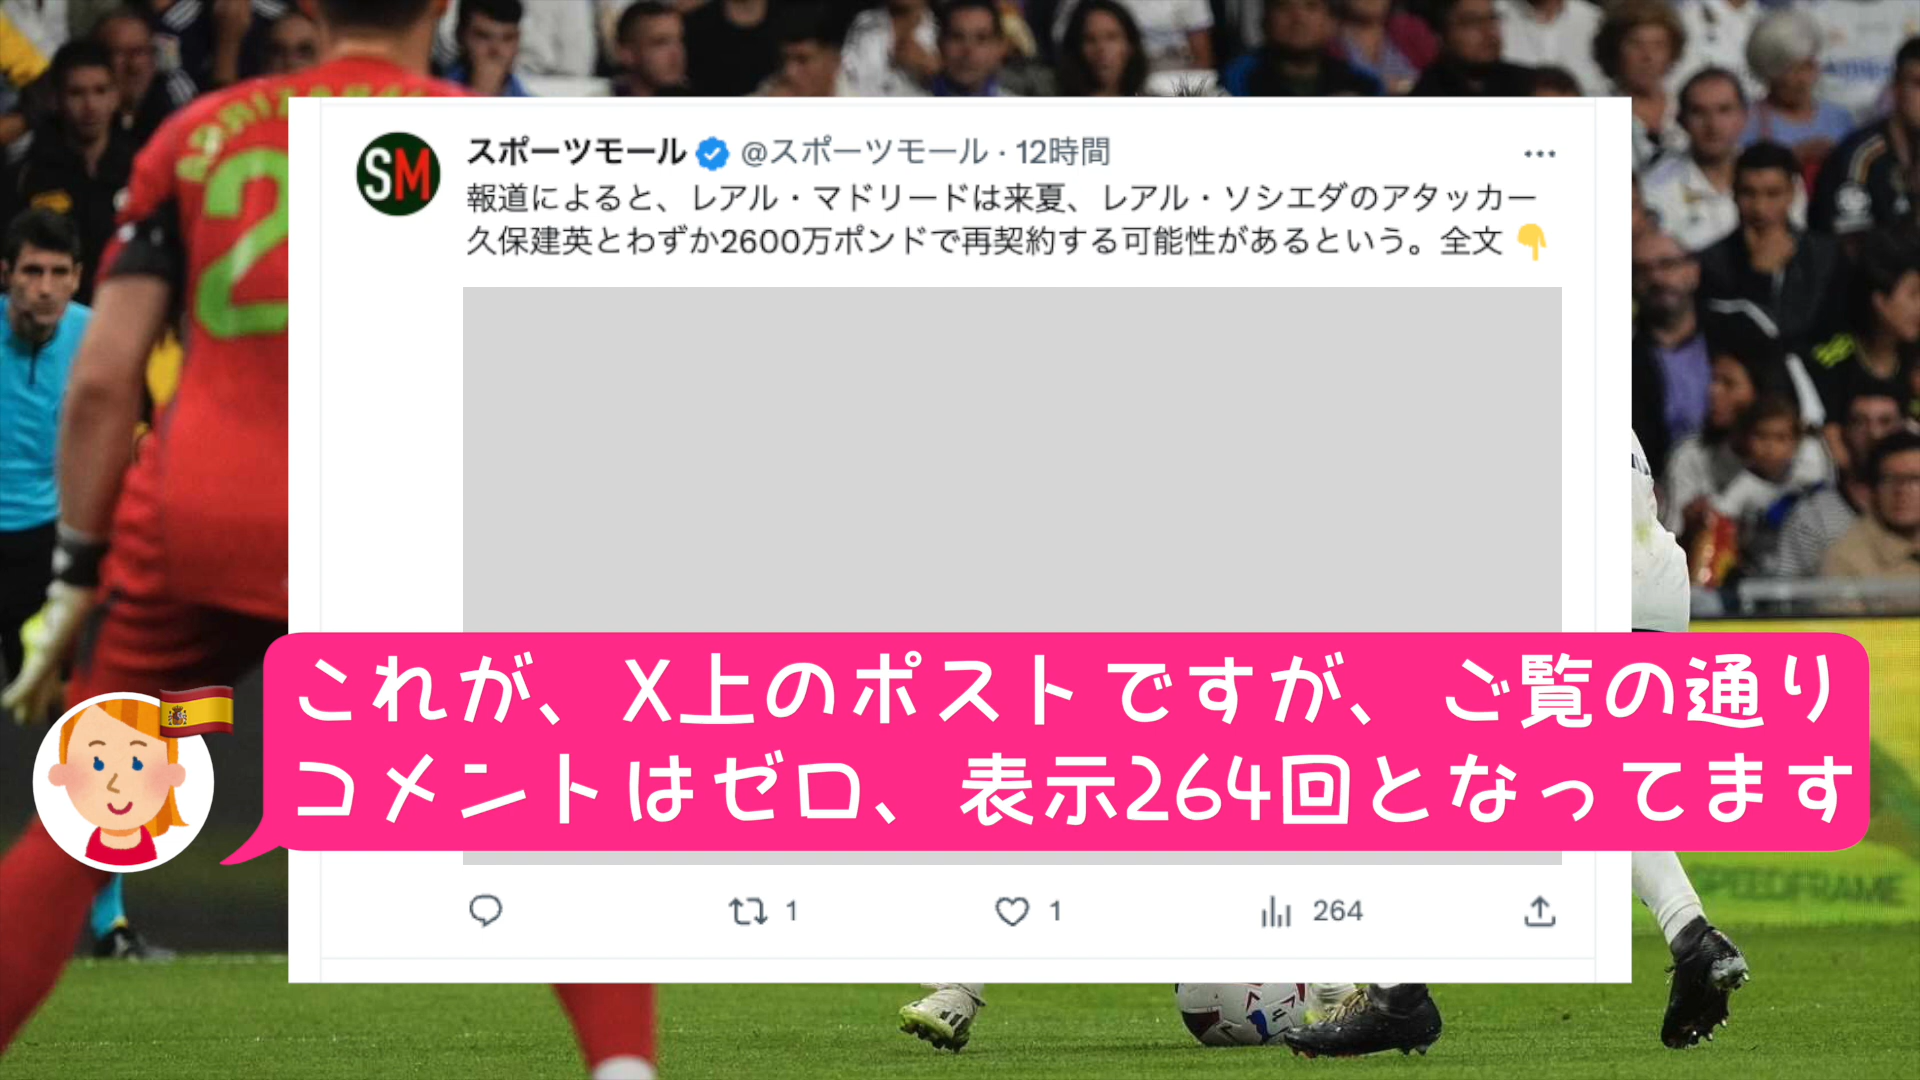 SM
スポーツモール @スポーツモール · 12時間
報道によると、レアル・マドリードは来夏、レアル・ソシエダのアタッカー
久保建英とわずか2600万ポンドで再契約する可能性があるという。全文 👇
これが、X上のポストですが、ご覧の通り
コメントはゼロ、表示264回となってます
1
1
264
2
SPEEDFRAME